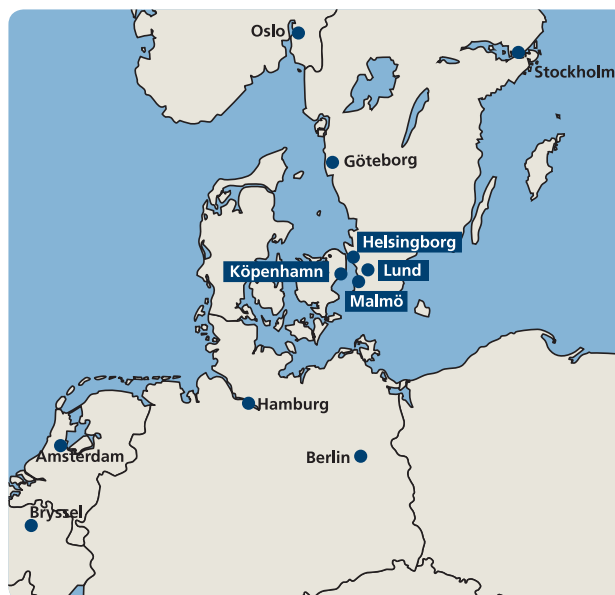 Oslo
Stockholm
Göteborg
Helsingborg
Köpenhamn
Lund
Malmö
Hamburg
Amsterdam
Berlin
Bryssel